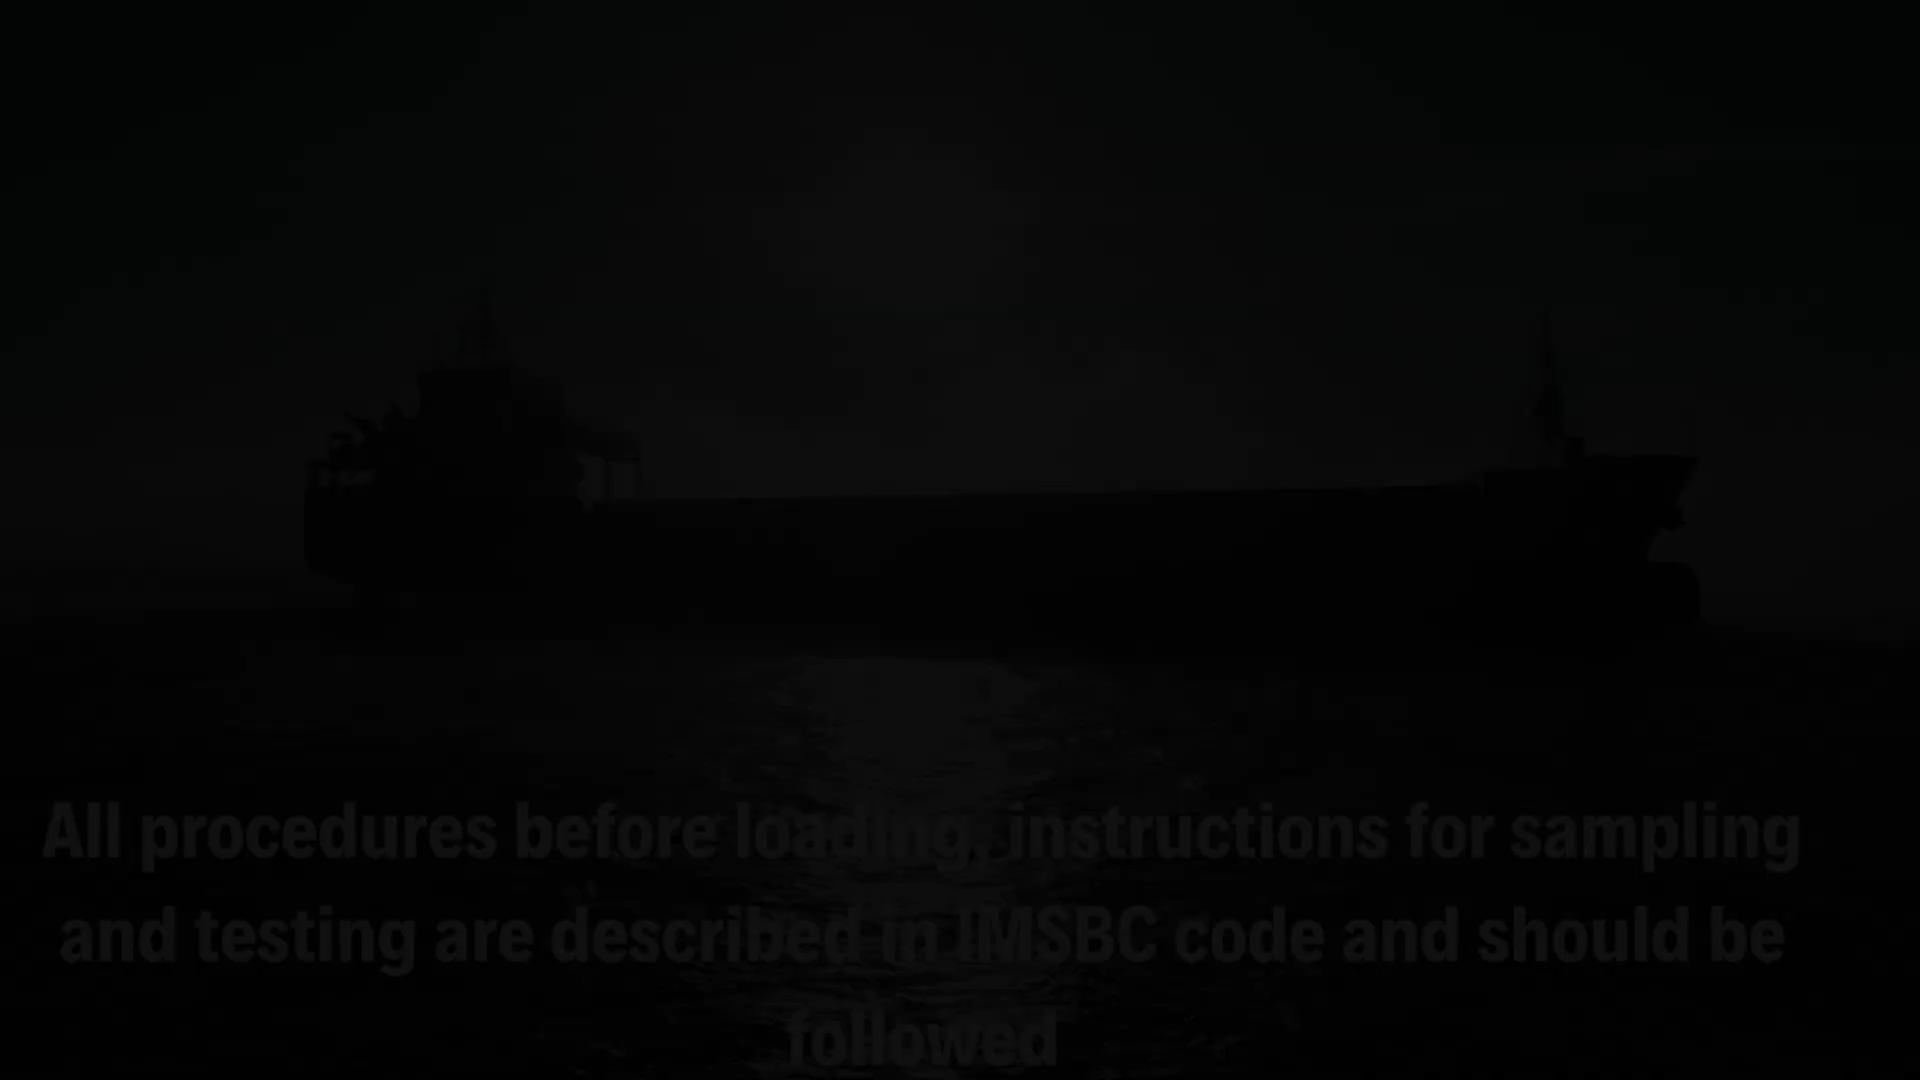 All procedures before loading, instructions for sampling
and testing are described in IMSBC code and should be
followed